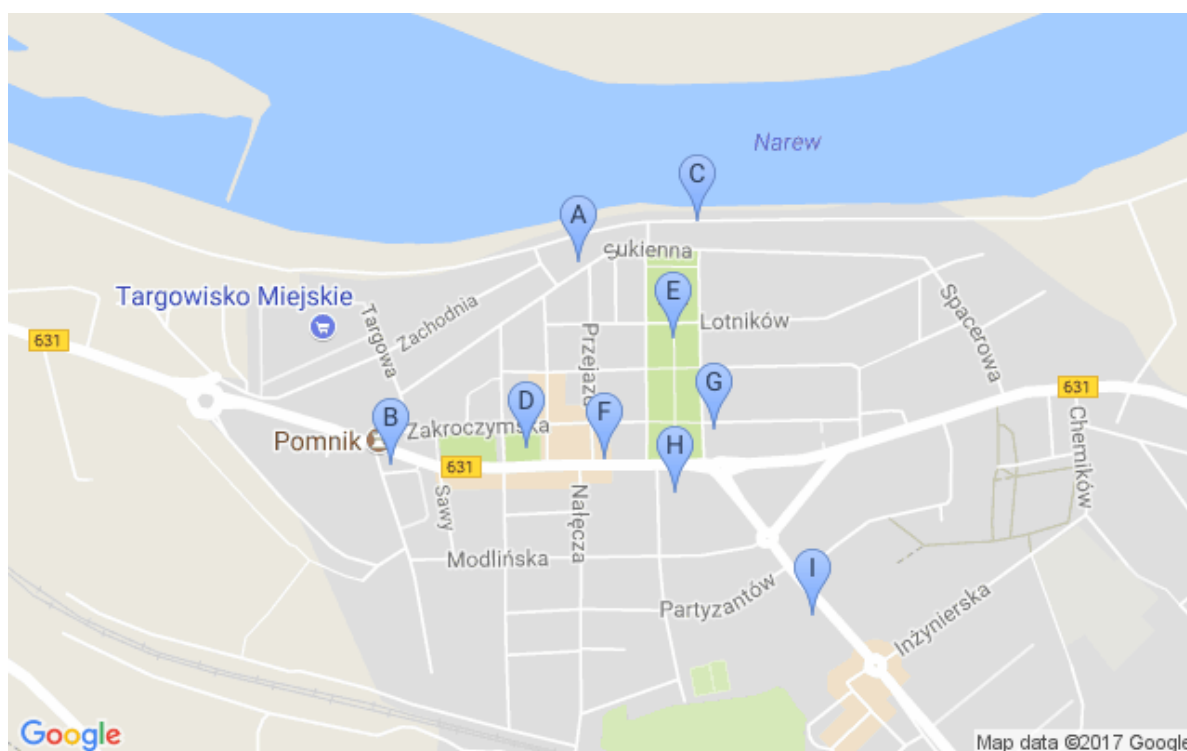 Narew
C
A
Sukienna
E
Targowisko Miejskie
Lotników
Spacerowa
Zachodnia
Targowa
631
Przejazd
G
631
D
F
B
Zakroczymska
Chemików
Pomnik
H
631
Sawy
Nałęcza
Modlińska
I
Partyzantów
Inżynierska
Google
Map data ©2017 Google